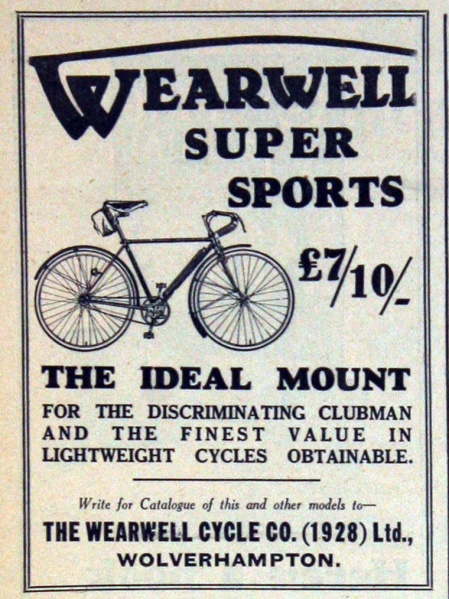 WEARWELL
SUPER
SPORTS
£7/10/-
THE IDEAL MOUNT
FOR THE DISCRIMINATING CLUBMAN
AND THE FINEST VALUE IN
LIGHTWEIGHT CYCLES OBTAINABLE.
Write for Catalogue of this and other models to—
THE WEARWELL CYCLE CO. (1928) Ltd.,
WOLVERHAMPTON.